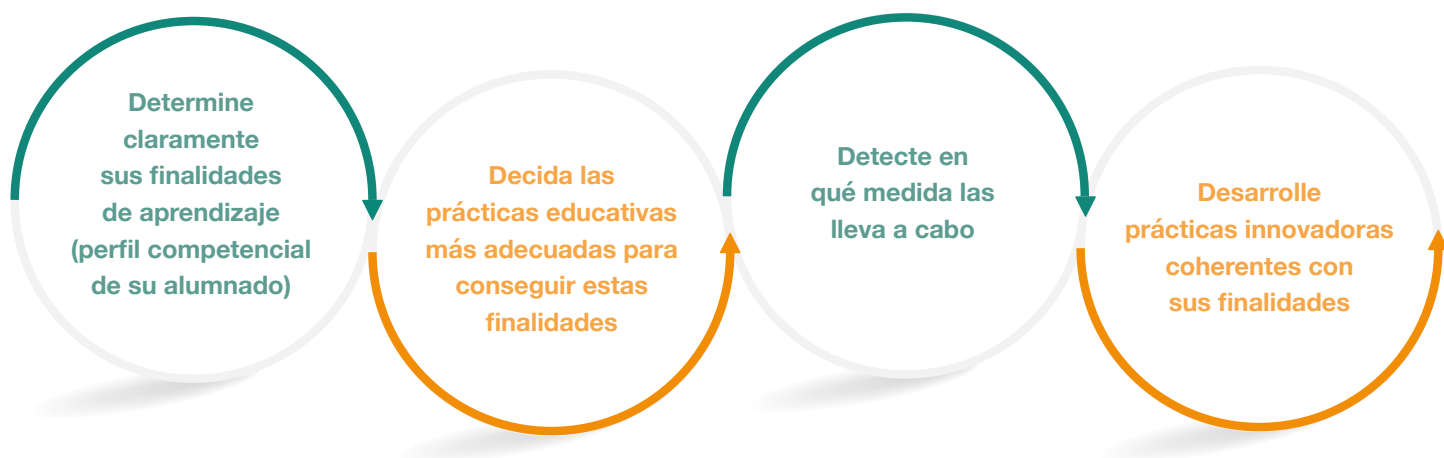 Determine
claramente
sus finalidades
de aprendizaje
(perfil competencial
de su alumnado)
Decida las
prácticas educativas
más adecuadas para
conseguir estas
finalidades
Detecte en
qué medida las
lleva a cabo
Desarrolle
prácticas innovadoras
coherentes con
sus finalidades